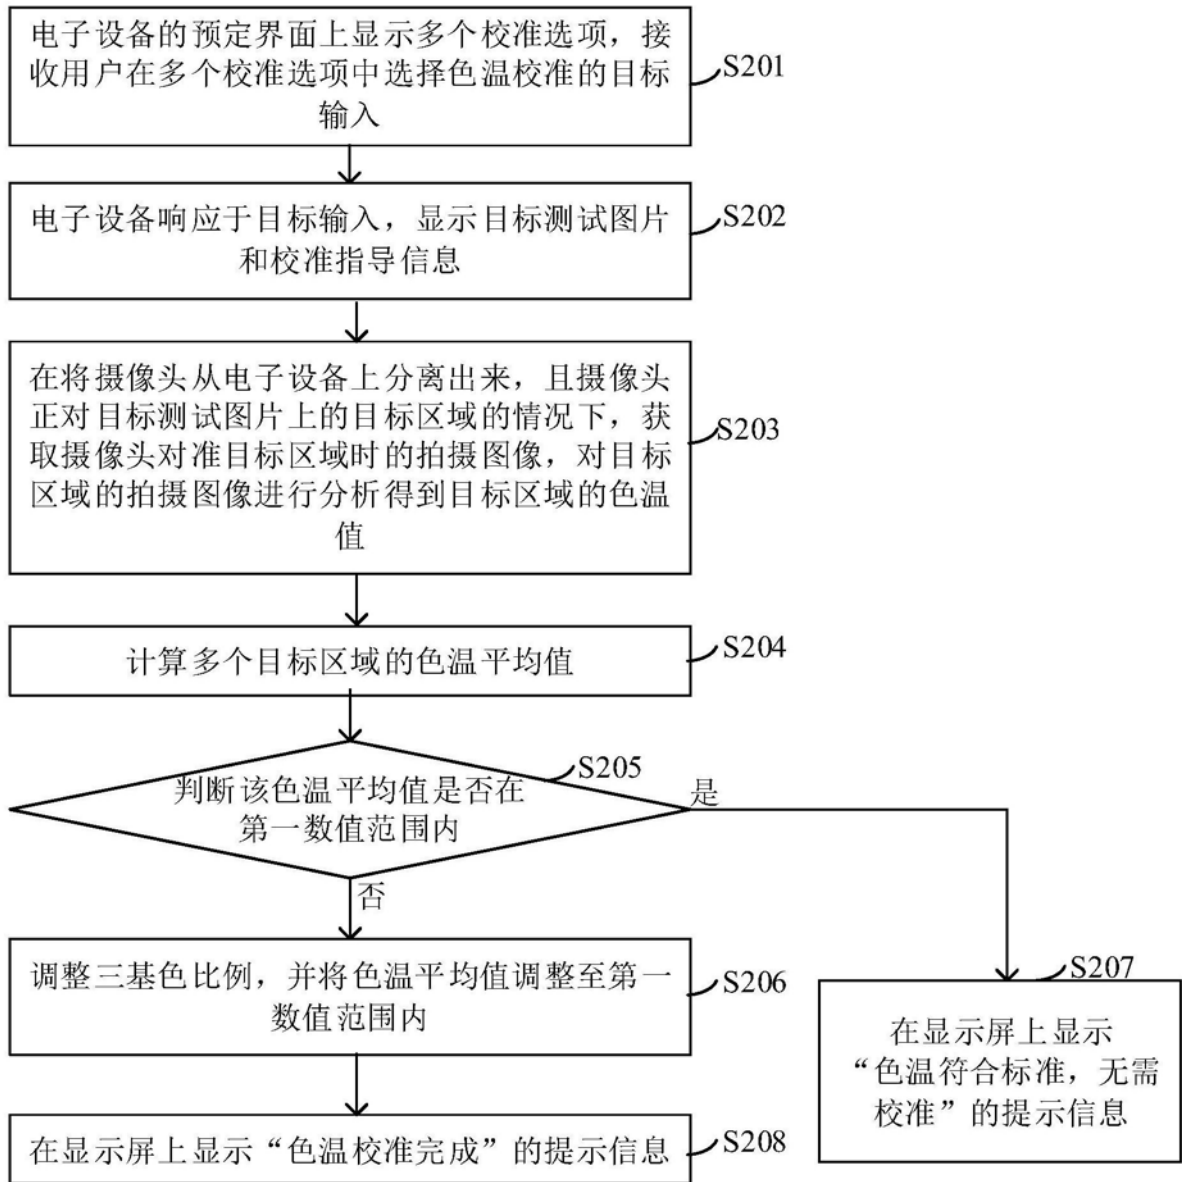 电子设备的预定界面上显示多个校准选项，接
收用户在多个校准选项中选择色温校准的目标
输入
S201
电子设备响应于目标输入，显示目标测试图片
和校准指导信息
S202
在将摄像头从电子设备上分离出来，且摄像头
正对目标测试图片上的目标区域的情况下，获
取摄像头对准目标区域时的拍摄图像，对目标
区域的拍摄图像进行分析得到目标区域的色温
值
S203
计算多个目标区域的色温平均值
S204
判断该色温平均值是否在
第一数值范围内
S205
是
否
调整三基色比例，并将色温平均值调整至第一
数值范围内
S206
S207
在显示屏上显示
“色温符合标准，无需
校准”的提示信息
在显示屏上显示“色温校准完成”的提示信息
S208